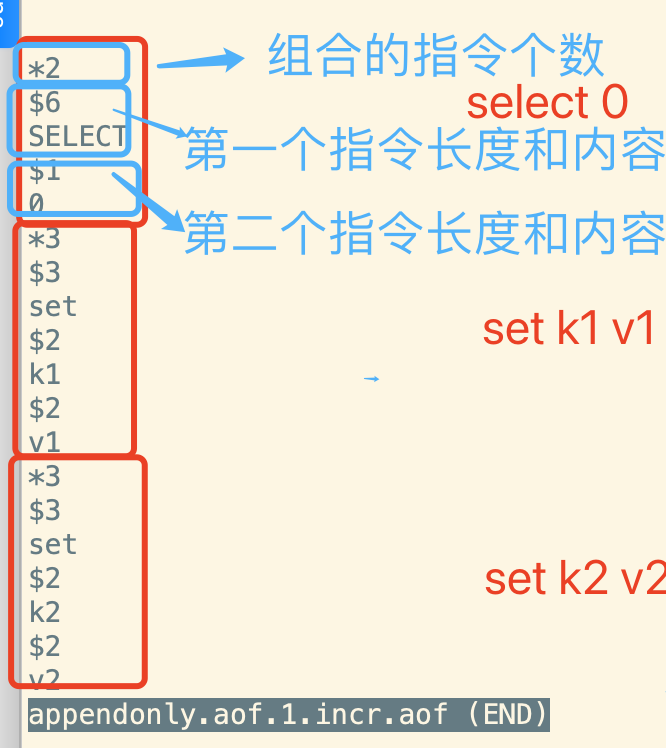 *2
组合的指令个数
$6
select 0
SELECT
第一个指令长度和内容
$1
0
第二个指令长度和内容
*3
$3
set
$2
set k1 v1
k1
$2
v1
*3
$3
set
$2
set k2 v2
k2
$2
v2
appendonly.aof.1.incr.aof (END)